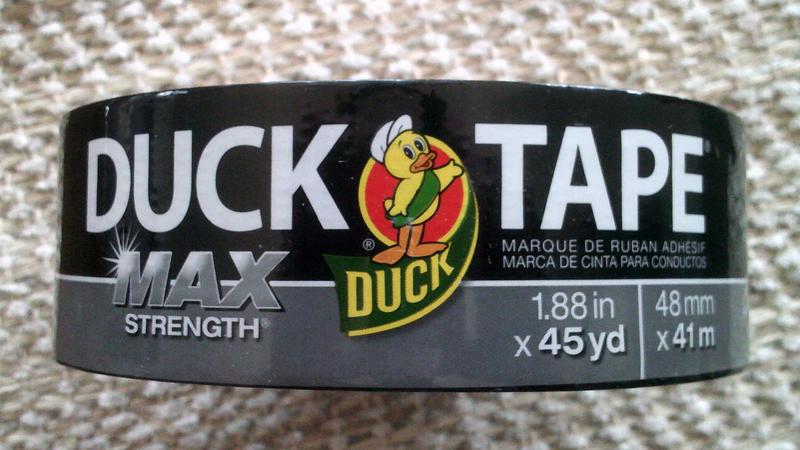 DUCK TAPE®
MARQUE DE RUBAN ADHÉSIF
MARCA DE CINTA PARA CONDUCTOS
®
DUCK
MAX
STRENGTH®
1.88 in
x 45 yd
48 mm
x 41 m